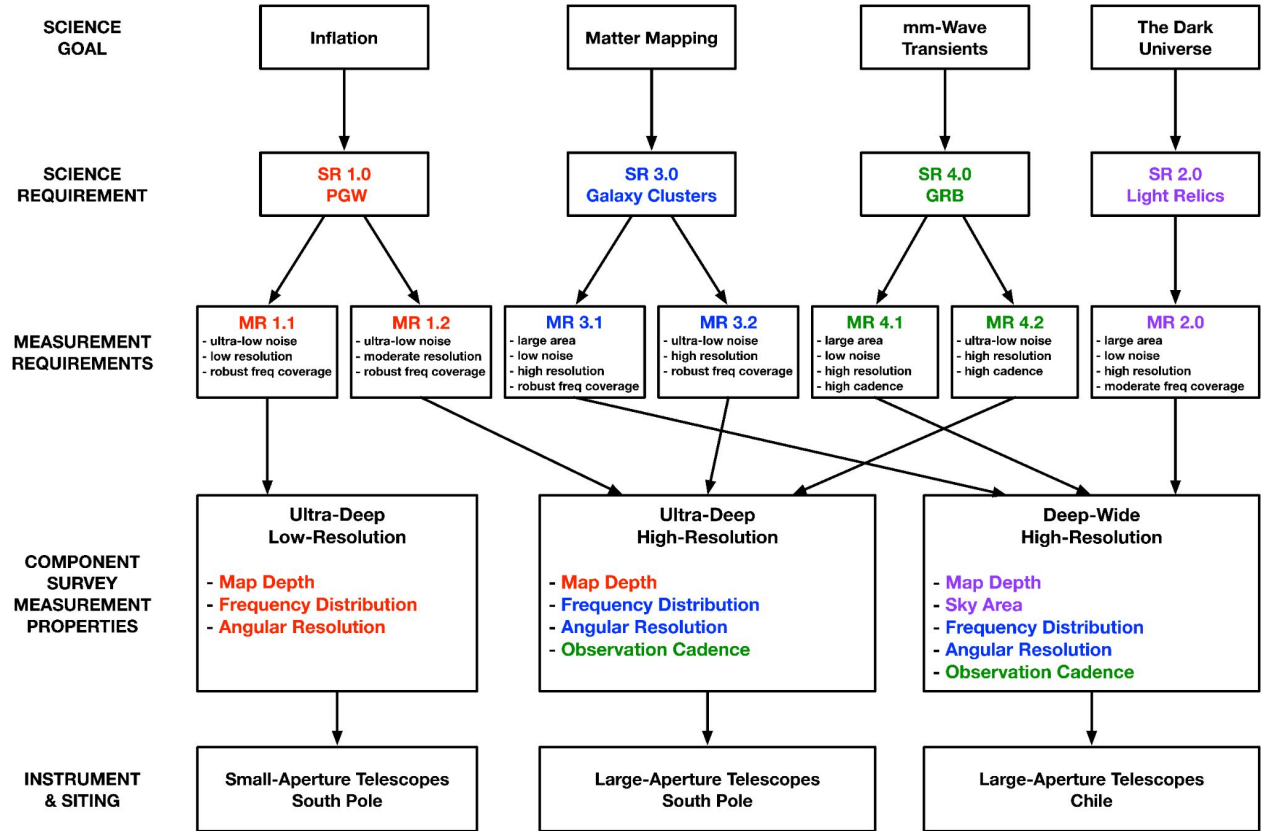 SCIENCE
GOAL
Inflation
Matter Mapping
mm-Wave
Transients
The Dark
Universe
SCIENCE
REQUIREMENT
SR 1.0
PGW
SR 3.0
Galaxy Clusters
SR 4.0
GRB
SR 2.0
Light Relics
MEASUREMENT
REQUIREMENTS
MR 1.1
- ultra-low noise
- low resolution
- robust freq coverage
MR 1.2
- ultra-low noise
- moderate resolution
- robust freq coverage
MR 3.1
- large area
- low noise
- high resolution
- robust freq coverage
MR 3.2
- ultra-low noise
- high resolution
- robust freq coverage
MR 4.1
- large area
- low noise
- high resolution
- high cadence
MR 4.2
- ultra-low noise
- high resolution
- high cadence
MR 2.0
- large area
- low noise
- high resolution
- moderate freq coverage
COMPONENT
SURVEY
MEASUREMENT
PROPERTIES
Ultra-Deep
Low-Resolution
- Map Depth
- Frequency Distribution
- Angular Resolution
Ultra-Deep
High-Resolution
- Map Depth
- Frequency Distribution
- Angular Resolution
- Observation Cadence
Deep-Wide
High-Resolution
- Map Depth
- Sky Area
- Frequency Distribution
- Angular Resolution
- Observation Cadence
INSTRUMENT
& SITING
Small-Aperture Telescopes
South Pole
Large-Aperture Telescopes
South Pole
Large-Aperture Telescopes
Chile